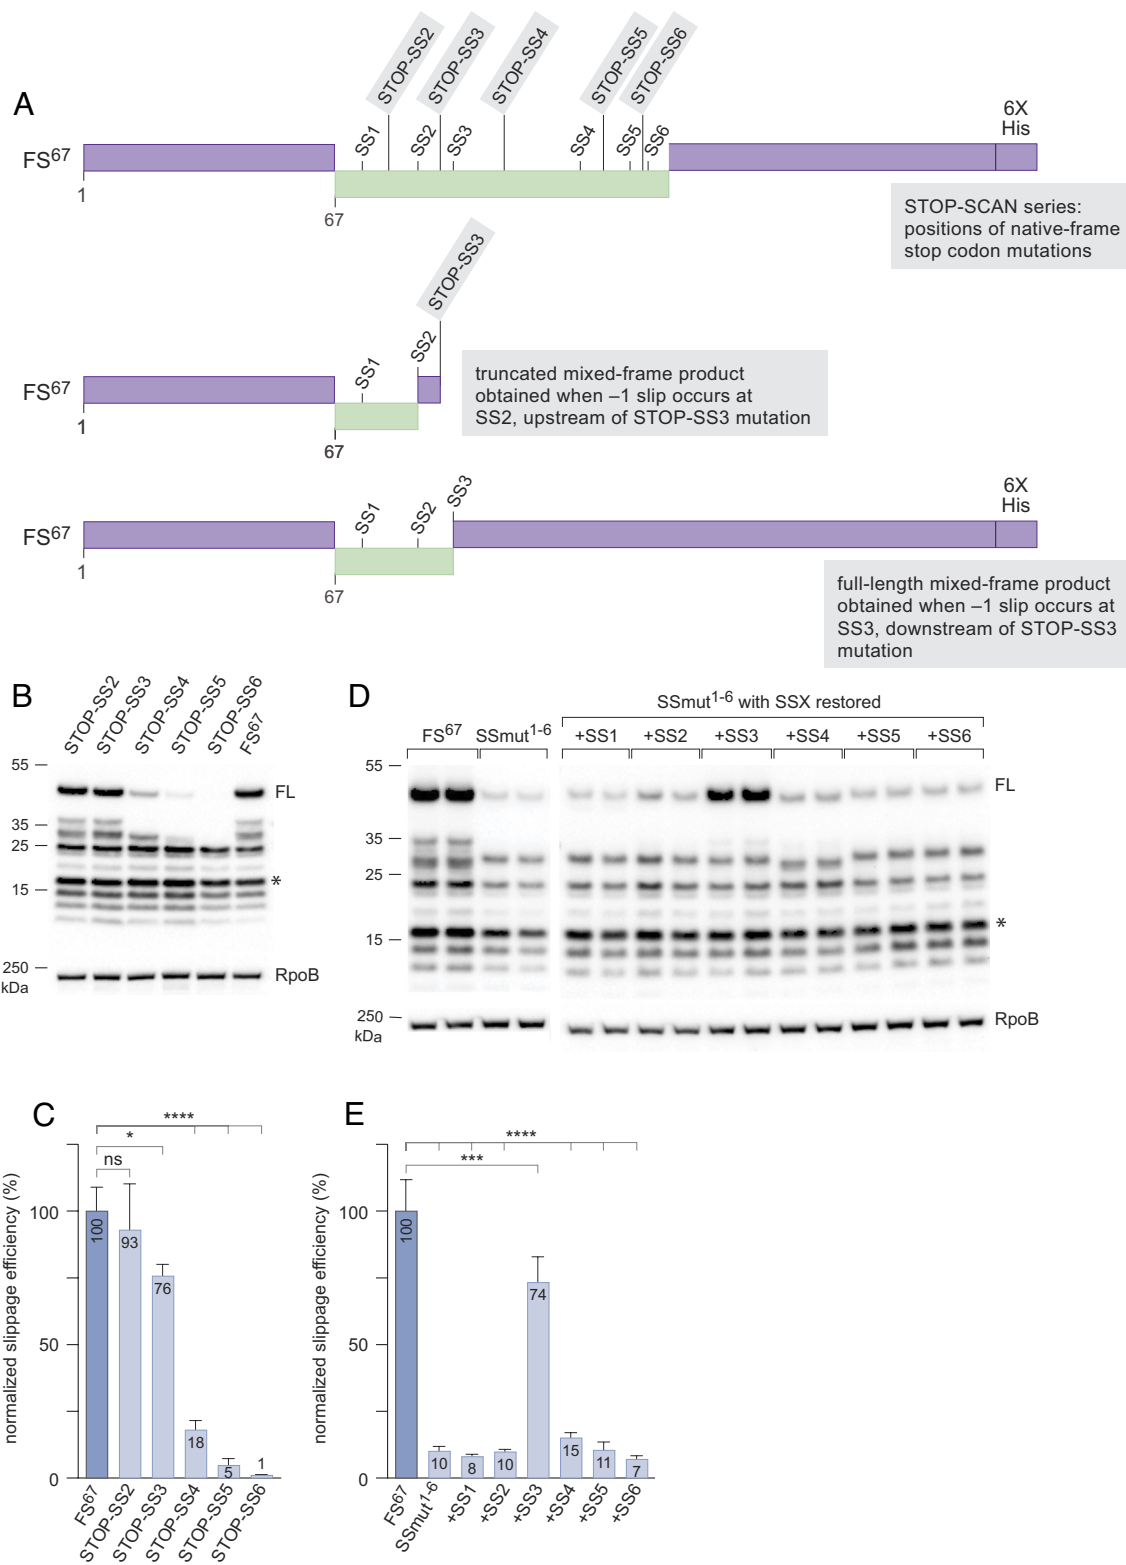 A
STOP-SS2
STOP-SS3
STOP-SS4
STOP-SS5
STOP-SS6
SS1
SS2
SS3
SS4
SS5
SS6
6X
His
FS67
1
67
STOP-SCAN series:
positions of native-frame
stop codon mutations
STOP-SS3
SS1
SS2
FS67
1
67
truncated mixed-frame product
obtained when –1 slip occurs at
SS2, upstream of STOP-SS3 mutation
SS1
SS2
SS3
6X
His
FS67
1
67
full-length mixed-frame product
obtained when –1 slip occurs at
SS3, downstream of STOP-SS3
mutation
B
STOP-SS2
STOP-SS3
STOP-SS4
STOP-SS5
STOP-SS6
FS67
55
35
25
15
250
kDa
FL
*
RpoB
D
SSmut1-6 with SSX restored
FS67 SSmut1-6 +SS1 +SS2 +SS3 +SS4 +SS5 +SS6
55
35
25
15
250
kDa
FL
*
RpoB
C
normalized slippage efficiency (%)
****
*
ns
100
50
0
100
93
76
18
5
1
FS67
STOP-SS2
STOP-SS3
STOP-SS4
STOP-SS5
STOP-SS6
E
normalized slippage efficiency (%)
****
***
100
50
0
100
10
8
10
74
15
11
7
FS67
SSmut1-6
+SS1
+SS2
+SS3
+SS4
+SS5
+SS6